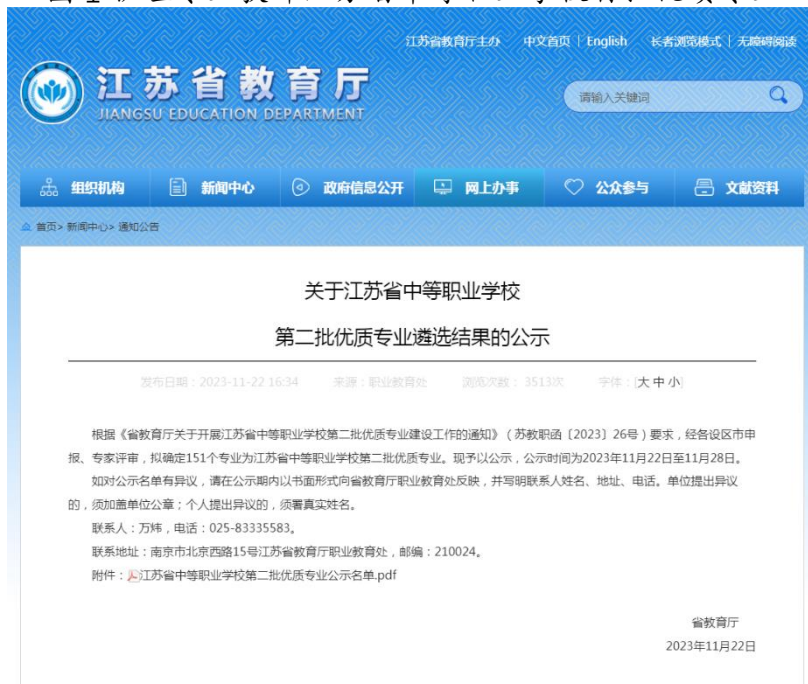 江苏省教育厅主办 中文首页 | English 长者浏览模式 | 无障碍阅读
江苏省教育厅
JIANGSU EDUCATION DEPARTMENT
请输入关键词
组织机构 新闻中心 政府信息公开 网上办事 公众参与 文献资料
首页> 新闻中心> 通知公告
关于江苏省中等职业学校
第二批优质专业遴选结果的公示
发布日期：2023-11-22 16:34 来源：职业教育处 浏览次数：3513次 字体：[大 中 小]
根据《省教育厅关于开展江苏省中等职业学校第二批优质专业建设工作的通知》（苏教职函〔2023〕26号）要求，经各设区市申
报、专家评审，拟确定151个专业为江苏省中等职业学校第二批优质专业。现予以公示，公示时间为2023年11月22日至11月28日。
如对公示名单有异议，请在公示期内以书面形式向省教育厅职业教育处反映，并写明联系人姓名、地址、电话。单位提出异议
的，须加盖单位公章；个人提出异议的，须署真实姓名。
联系人：万炜，电话：025-83335583。
联系地址：南京市北京西路15号江苏省教育厅职业教育处，邮编：210024。
附件：江苏省中等职业学校第二批优质专业公示名单.pdf
省教育厅
2023年11月22日